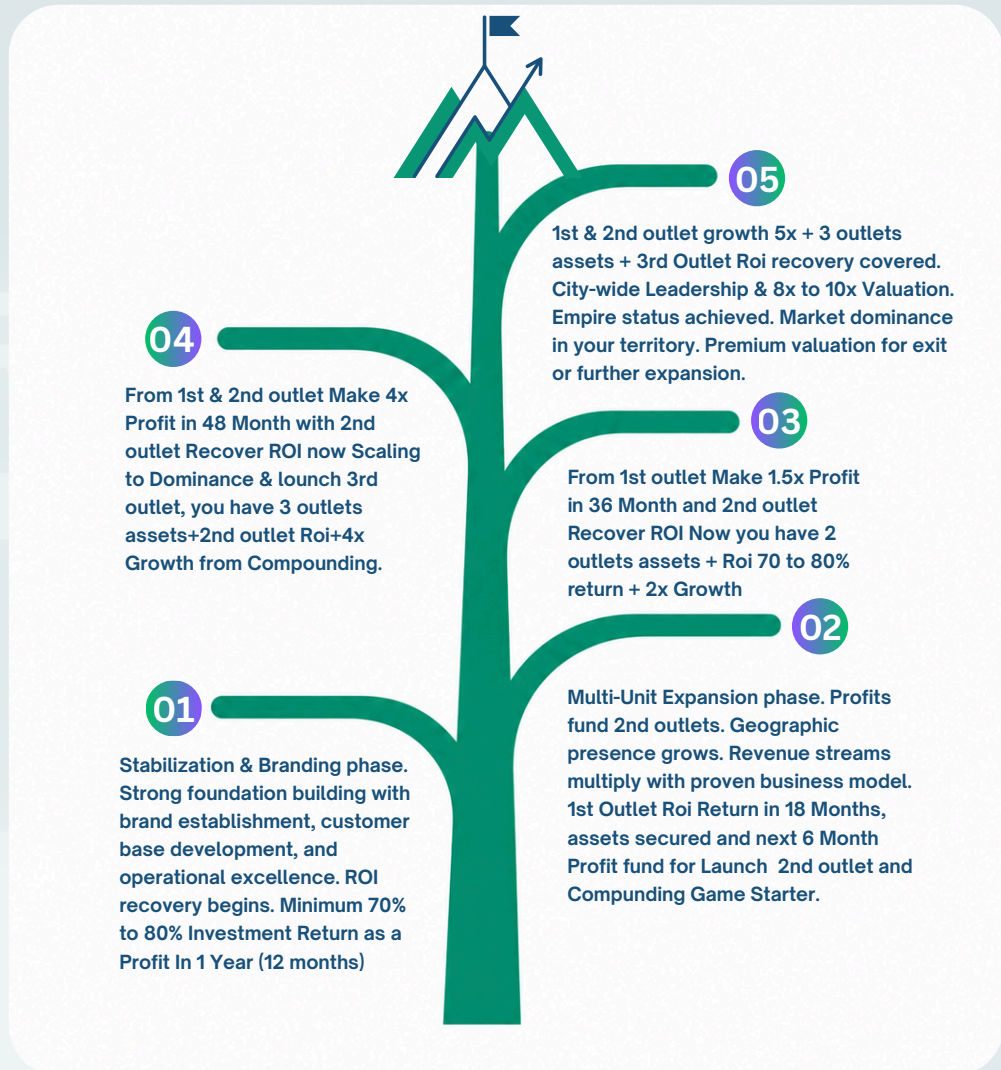 05
1st & 2nd outlet growth 5x + 3 outlets
assets + 3rd Outlet Roi recovery covered.
City-wide Leadership & 8x to 10x Valuation.
Empire status achieved. Market dominance
in your territory. Premium valuation for exit
or further expansion.
04
From 1st & 2nd outlet Make 4x
Profit in 48 Month with 2nd
outlet Recover ROI now Scaling
to Dominance & lounch 3rd
outlet, you have 3 outlets
assets+2nd outlet Roi+4x
Growth from Compounding.
03
From 1st outlet Make 1.5x Profit
in 36 Month and 2nd outlet
Recover ROI Now you have 2
outlets assets + Roi 70 to 80%
return + 2x Growth
02
Multi-Unit Expansion phase. Profits
fund 2nd outlets. Geographic
presence grows. Revenue streams
multiply with proven business model.
1st Outlet Roi Return in 18 Months,
assets secured and next 6 Month
Profit fund for Launch  2nd outlet and
Compunding Game Starter.
01
Stabilization & Branding phase.
Strong foundation building with
brand establishment, customer
base development, and
operational excellence. ROI
recovery begins. Minimum 70%
to 80% Investment Return as a
Profit In 1 Year (12 months)